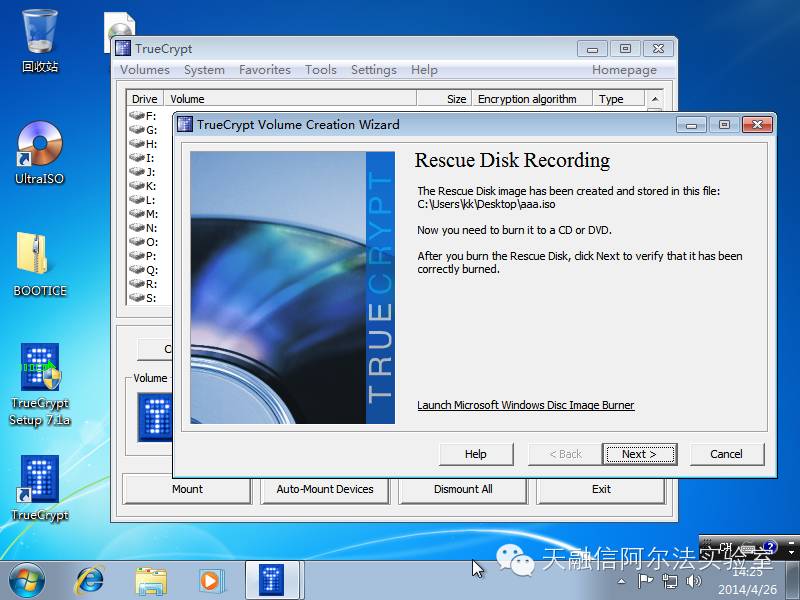 回收站
UltraISO
BOOTICE
TrueCrypt
Setup 7.1a
TrueCrypt
TrueCrypt
Volumes System Favorites Tools Settings Help Homepage
Drive Volume Size Encryption algorithm Type
F:
G:
H:
I:
J:
K:
L:
M:
N:
O:
P:
Q:
R:
S:
Volume
Mount Auto-Mount Devices Dismount All Exit
TrueCrypt Volume Creation Wizard
TRUECRYPT
Rescue Disk Recording
The Rescue Disk image has been created and stored in this file:
C:\Users\kk\Desktop\aaa.iso
Now you need to burn it to a CD or DVD.
After you burn the Rescue Disk, click Next to verify that it has been
correctly burned.
Launch Microsoft Windows Disc Image Burner
Help < Back Next > Cancel
CH
天融信阿尔法实验室
14:25
2014/4/26